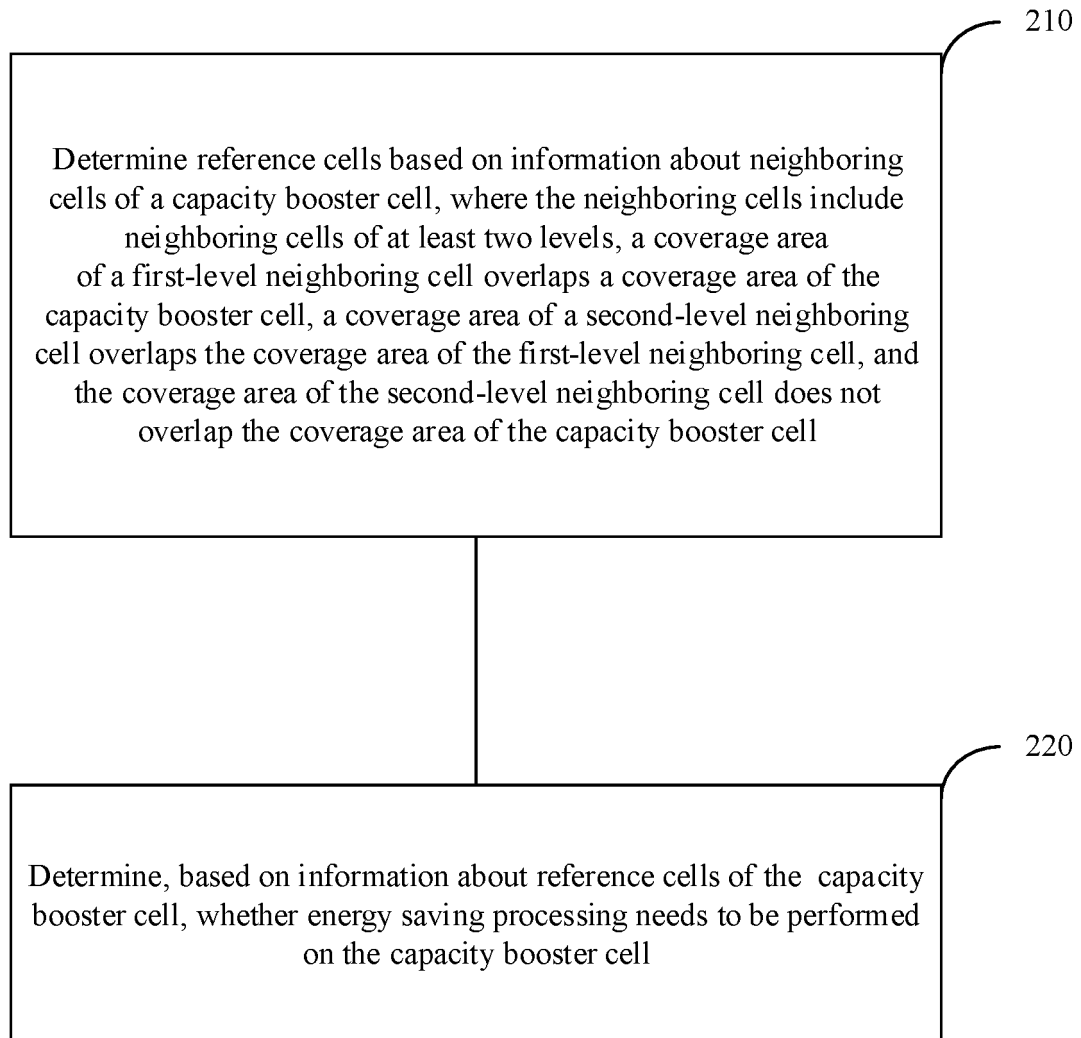 210
Determine reference cells based on information about neighboring
cells of a capacity booster cell, where the neighboring cells include
neighboring cells of at least two levels, a coverage area
of a first-level neighboring cell overlaps a coverage area of the
capacity booster cell, a coverage area of a second-level neighboring
cell overlaps the coverage area of the first-level neighboring cell, and
the coverage area of the second-level neighboring cell does not
overlap the coverage area of the capacity booster cell
220
Determine, based on information about reference cells of the capacity
booster cell, whether energy saving processing needs to be performed
on the capacity booster cell